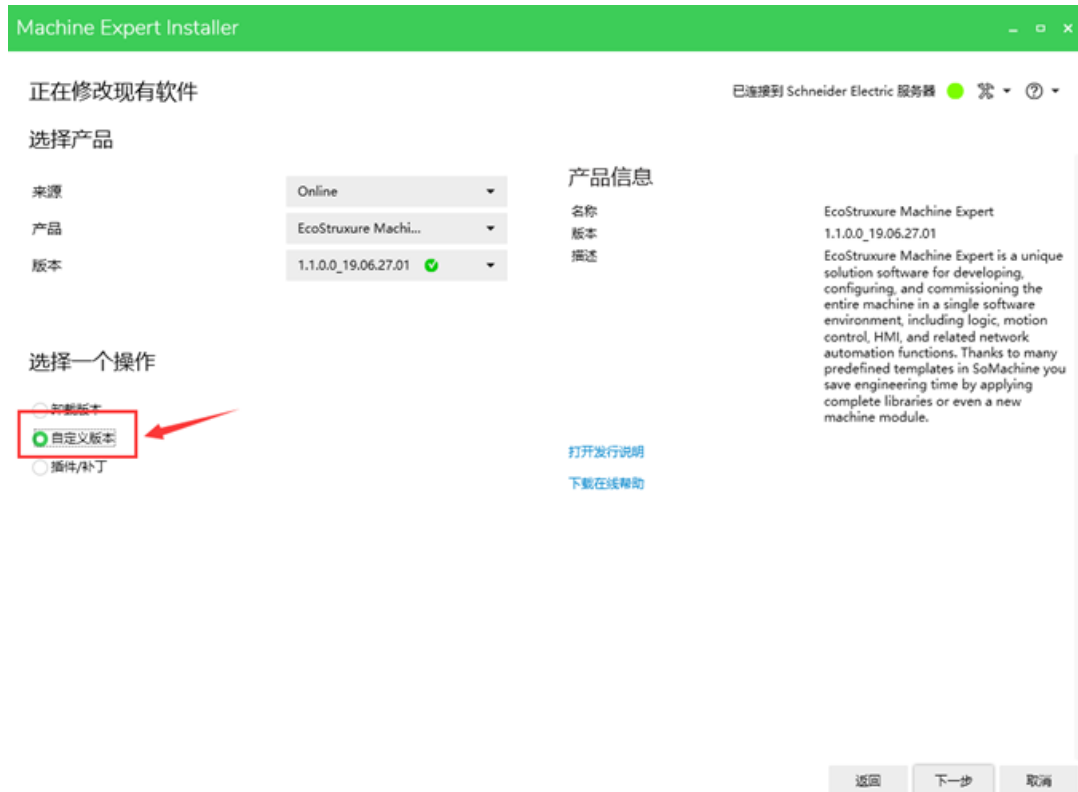 Machine Expert Installer
正在修改现有软件
已连接到 Schneider Electric 服务器
选择产品
来源
Online
产品
EcoStruxure Machi...
版本
1.1.0.0_19.06.27.01
产品信息
名称
EcoStruxure Machine Expert
版本
1.1.0.0_19.06.27.01
描述
EcoStruxure Machine Expert is a unique
solution software for developing,
configuring, and commissioning the
entire machine in a single software
environment, including logic, motion
control, HMI, and related network
automation functions. Thanks to many
predefined templates in SoMachine you
save engineering time by applying
complete libraries or even a new
machine module.
选择一个操作
卸载版本
自定义版本
插件/补丁
打开发行说明
下载在线帮助
返回
下一步
取消